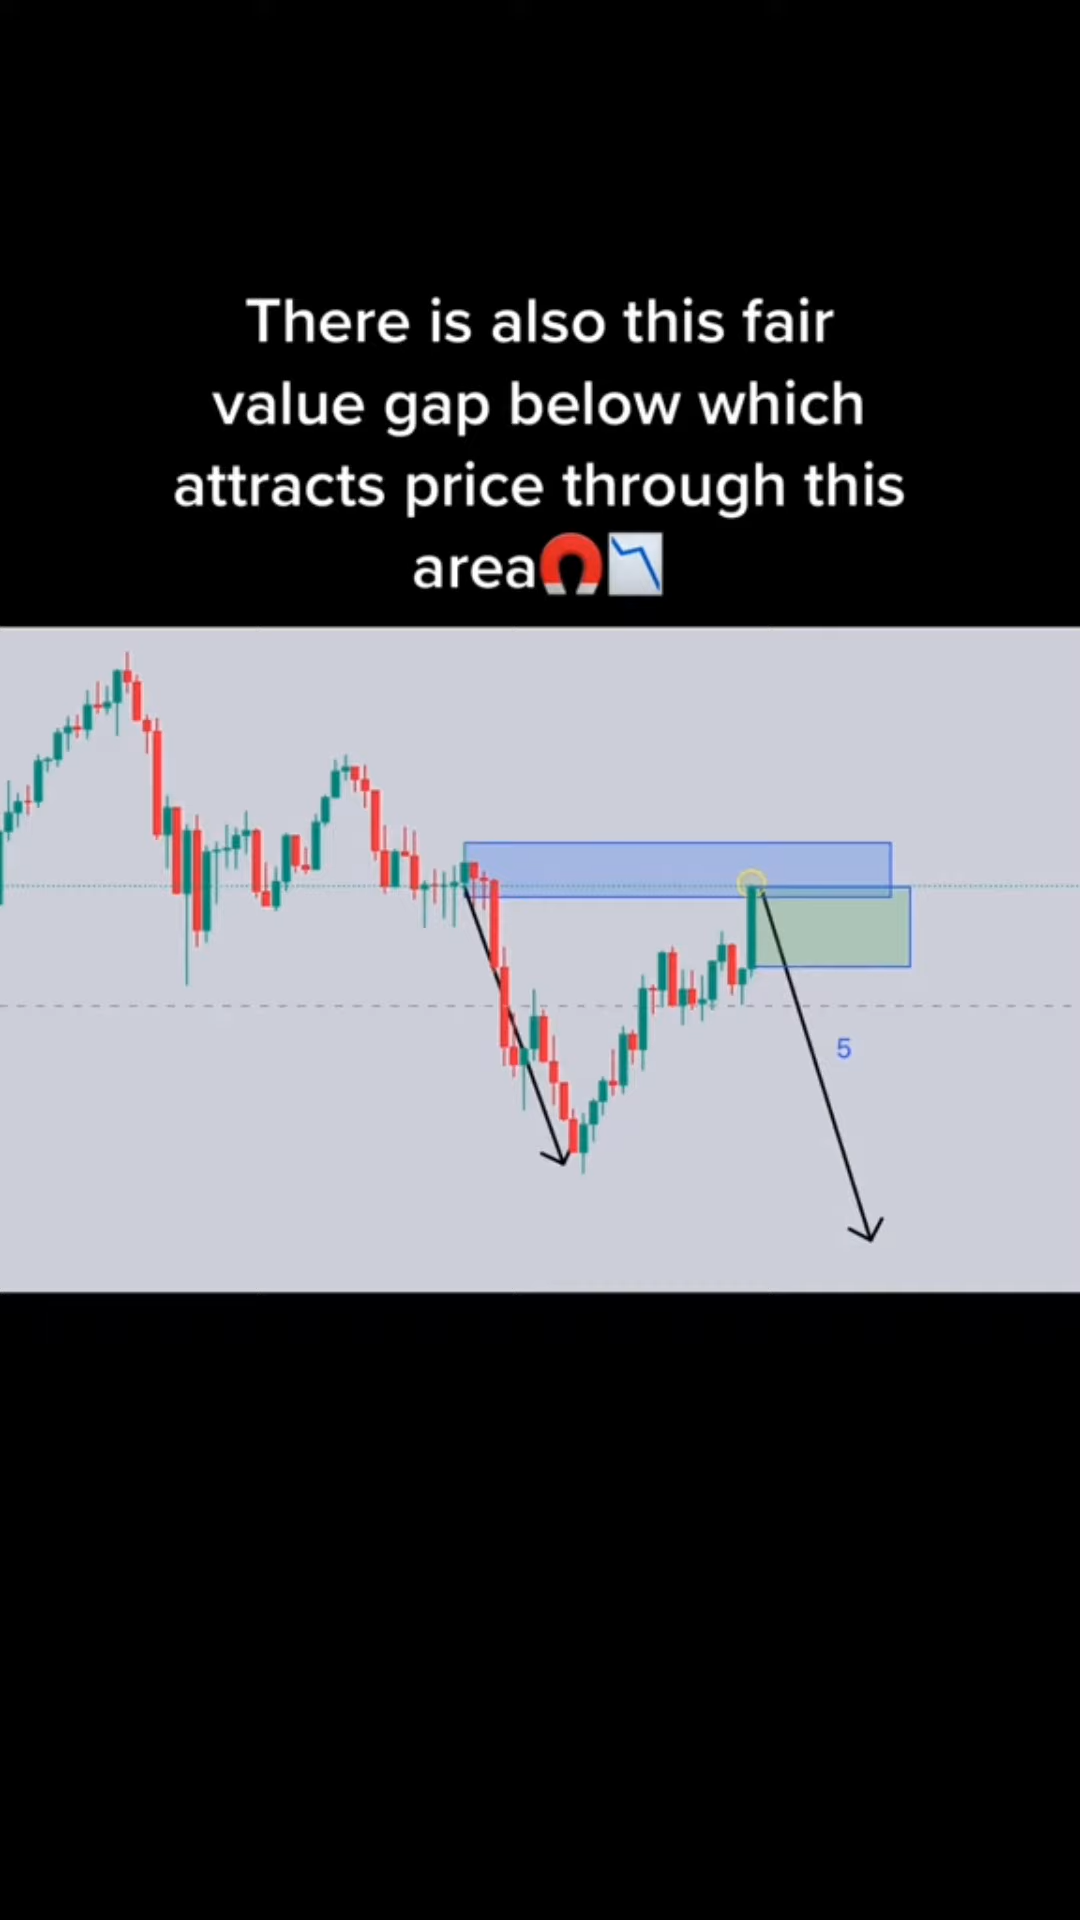 There is also this fair
value gap below which
attracts price through this
area🧲📉
5